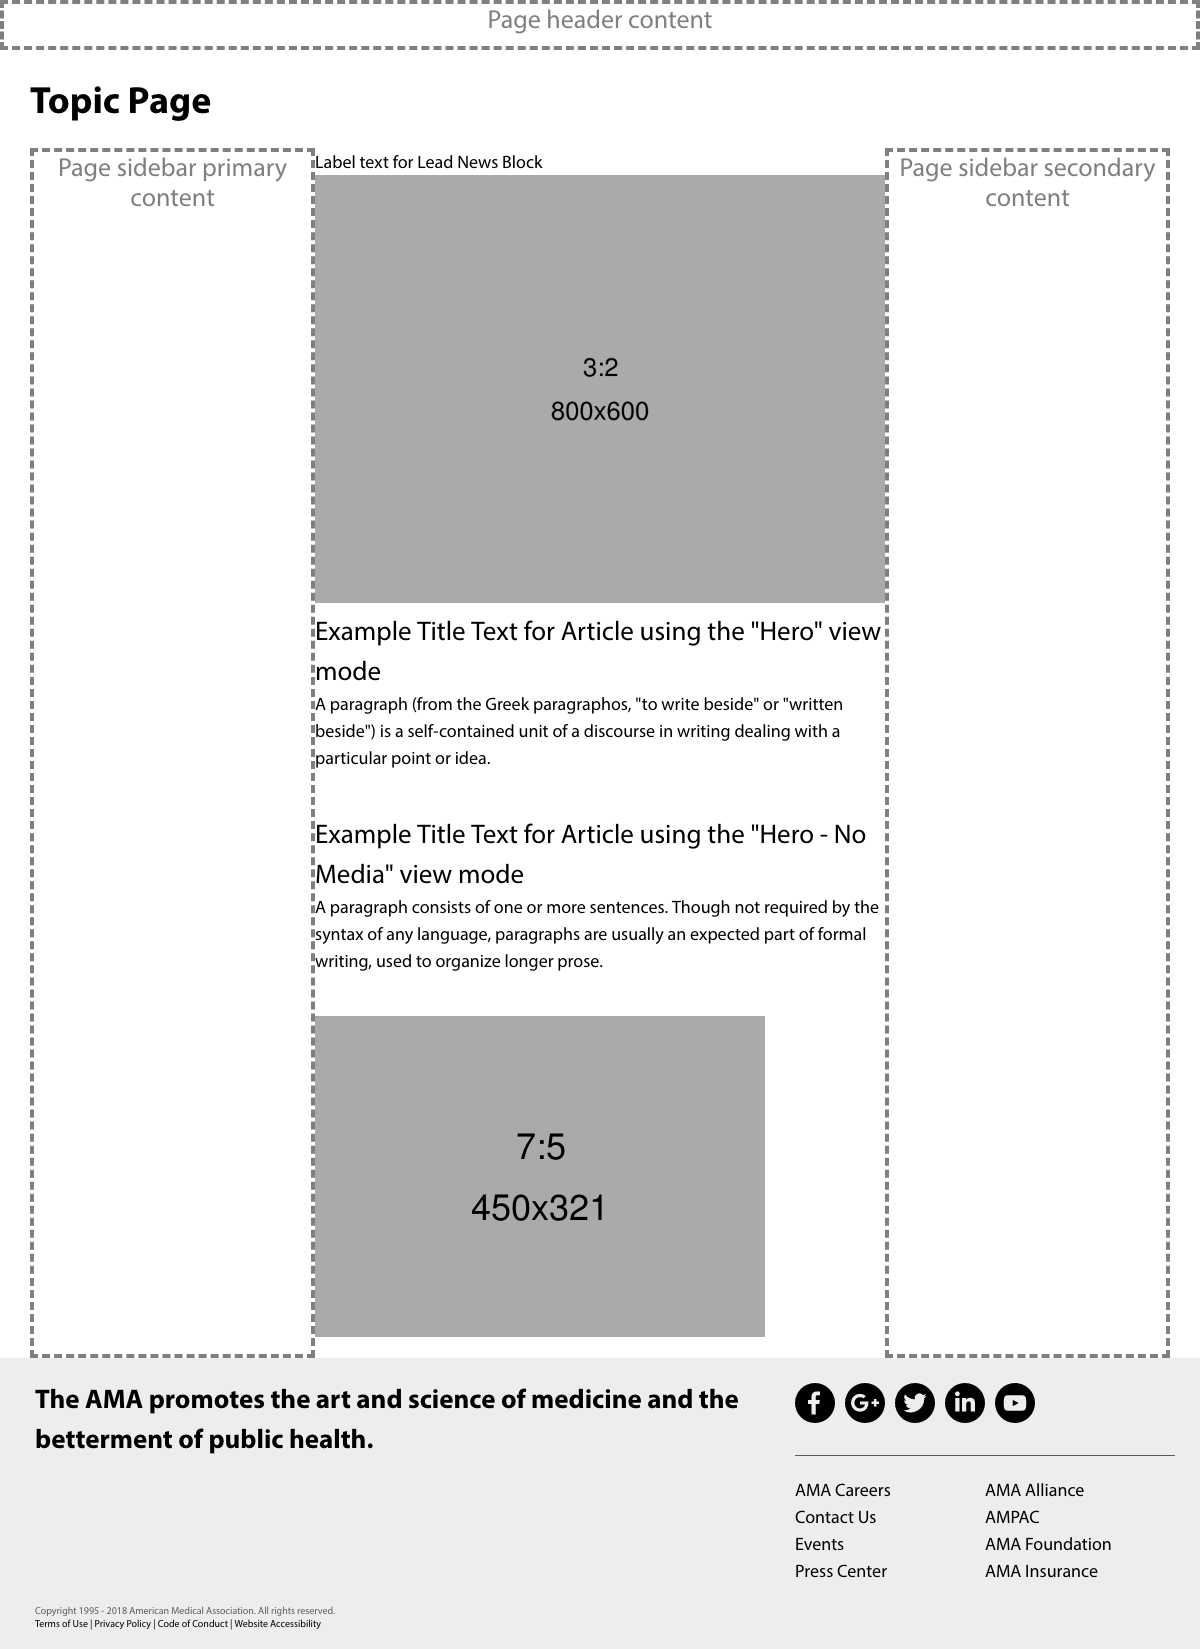 Page header content
Topic Page
Page sidebar primary
content
Label text for Lead News Block
3:2
800x600
Example Title Text for Article using the "Hero" view
mode
A paragraph (from the Greek paragraphos, "to write beside" or "written
beside") is a self-contained unit of a discourse in writing dealing with a
particular point or idea.
Example Title Text for Article using the "Hero - No
Media" view mode
A paragraph consists of one or more sentences. Though not required by the
syntax of any language, paragraphs are usually an expected part of formal
writing, used to organize longer prose.
7:5
450x321
Page sidebar secondary
content
The AMA promotes the art and science of medicine and the
betterment of public health.
f G+ in
AMA Careers
Contact Us
Events
Press Center
AMA Alliance
AMPAC
AMA Foundation
AMA Insurance
Copyright 1995 - 2018 American Medical Association. All rights reserved.
Terms of Use | Privacy Policy | Code of Conduct | Website Accessibility